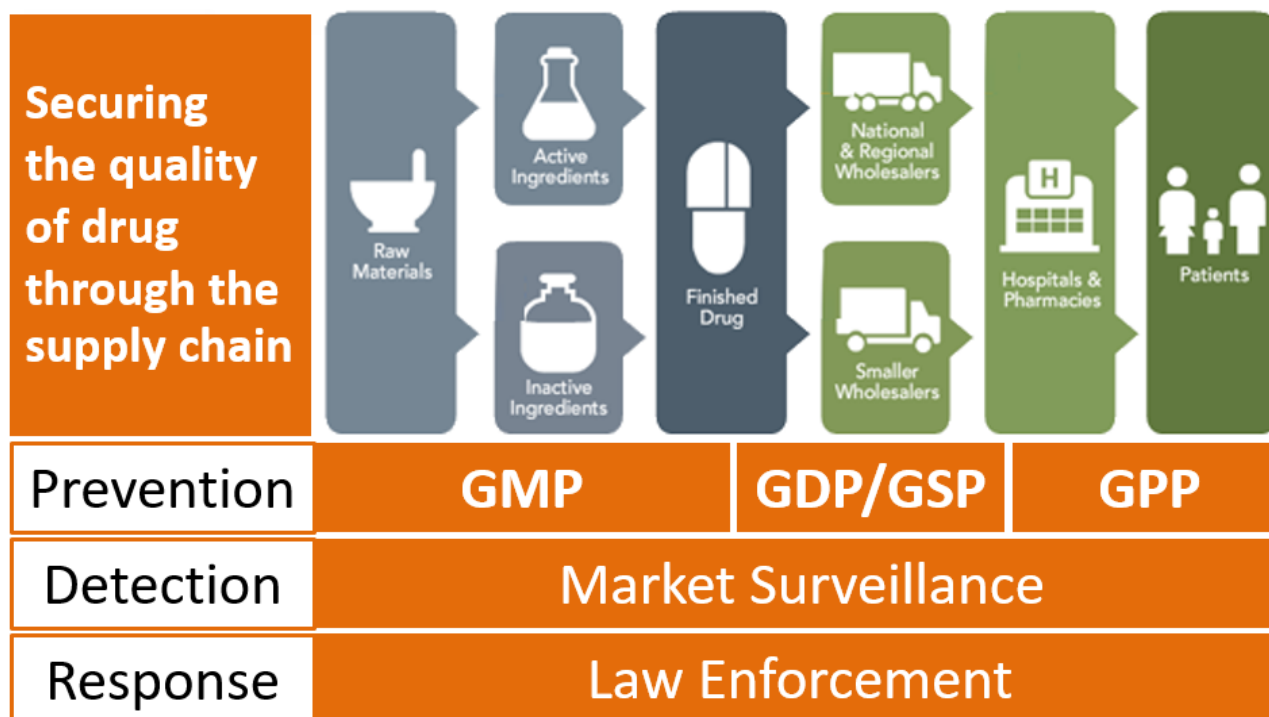 Securing
the quality
of drug
through the
supply chain
Raw
Materials
Active
Ingredients
Inactive
Ingredients
Finished
Drug
National
& Regional
Wholesalers
Smaller
Wholesalers
H
Hospitals &
Pharmacies
Patients
Prevention
GMP
GDP/GSP
GPP
Detection
Market Surveillance
Response
Law Enforcement